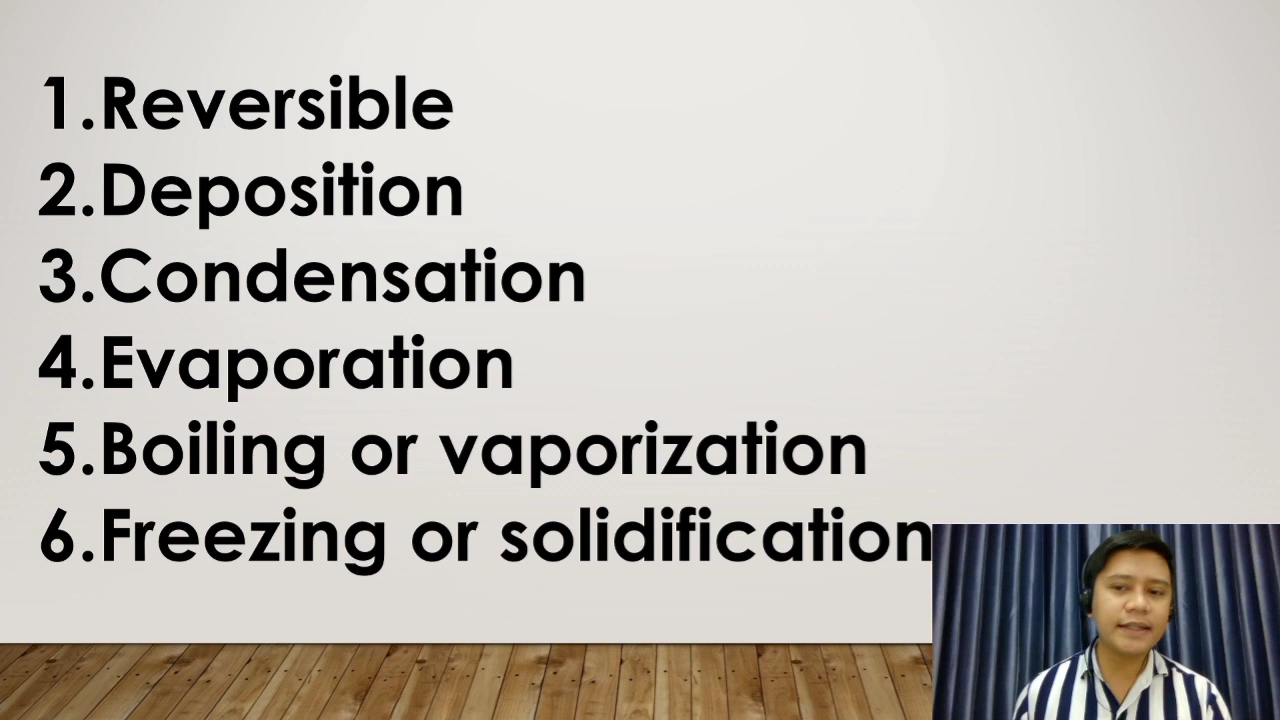 1.Reversible
2.Deposition
3.Condensation
4.Evaporation
5.Boiling or vaporization
6.Freezing or solidification